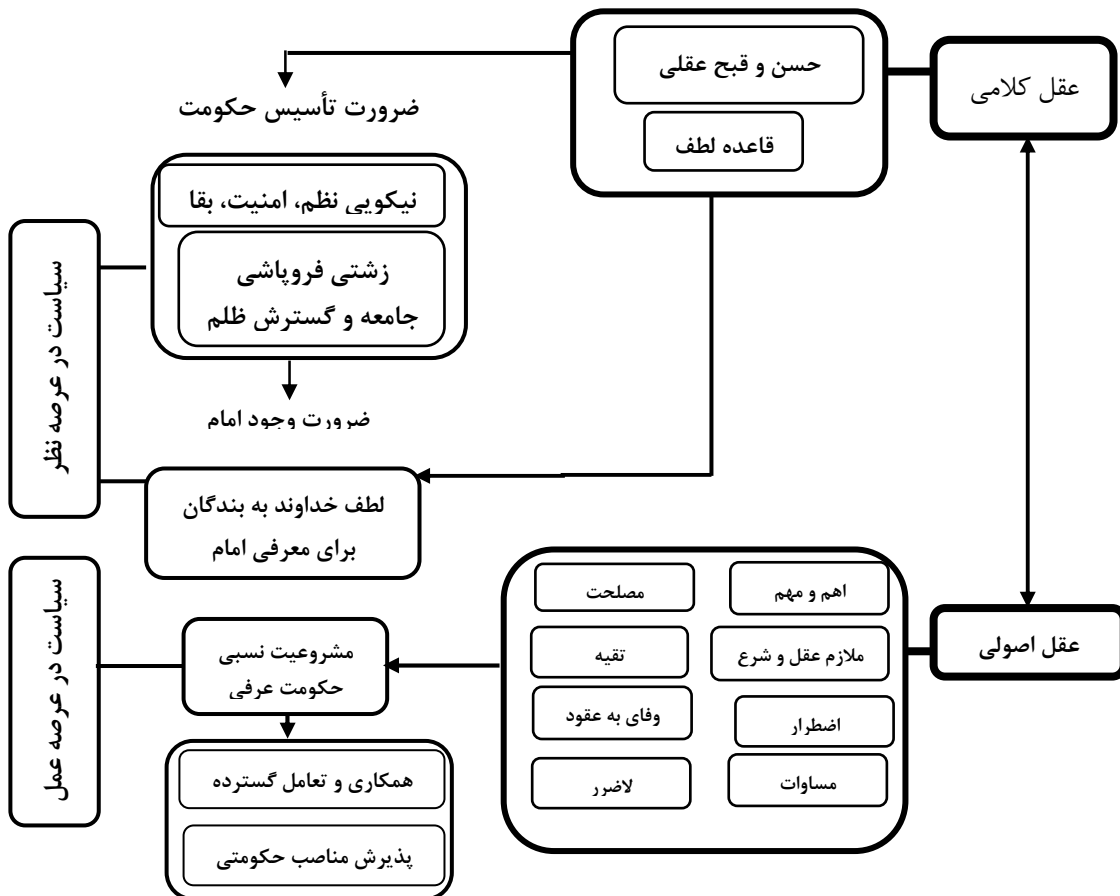 حسن و قبح عقلی
عقل کلامی
قاعده لطف
ضرورت تأسیس حکومت
نیکویی نظم، امنیت، بقا
زشتی فروپاشی
جامعه و گسترش ظلم
سیاست در عرصه نظر
ضرورت وجود امام
لطف خداوند به بندگان
برای معرفی امام
اهم و مهم
مصلحت
عقل اصولی
ملازم عقل و شرع
تقیه
مشروعیت نسبی
حکومت عرفی
سیاست در عرصه عمل
اضطرار
وفای به عقود
مساوات
لاضرر
همکاری و تعامل گسترده
پذیرش مناصب حکومتی